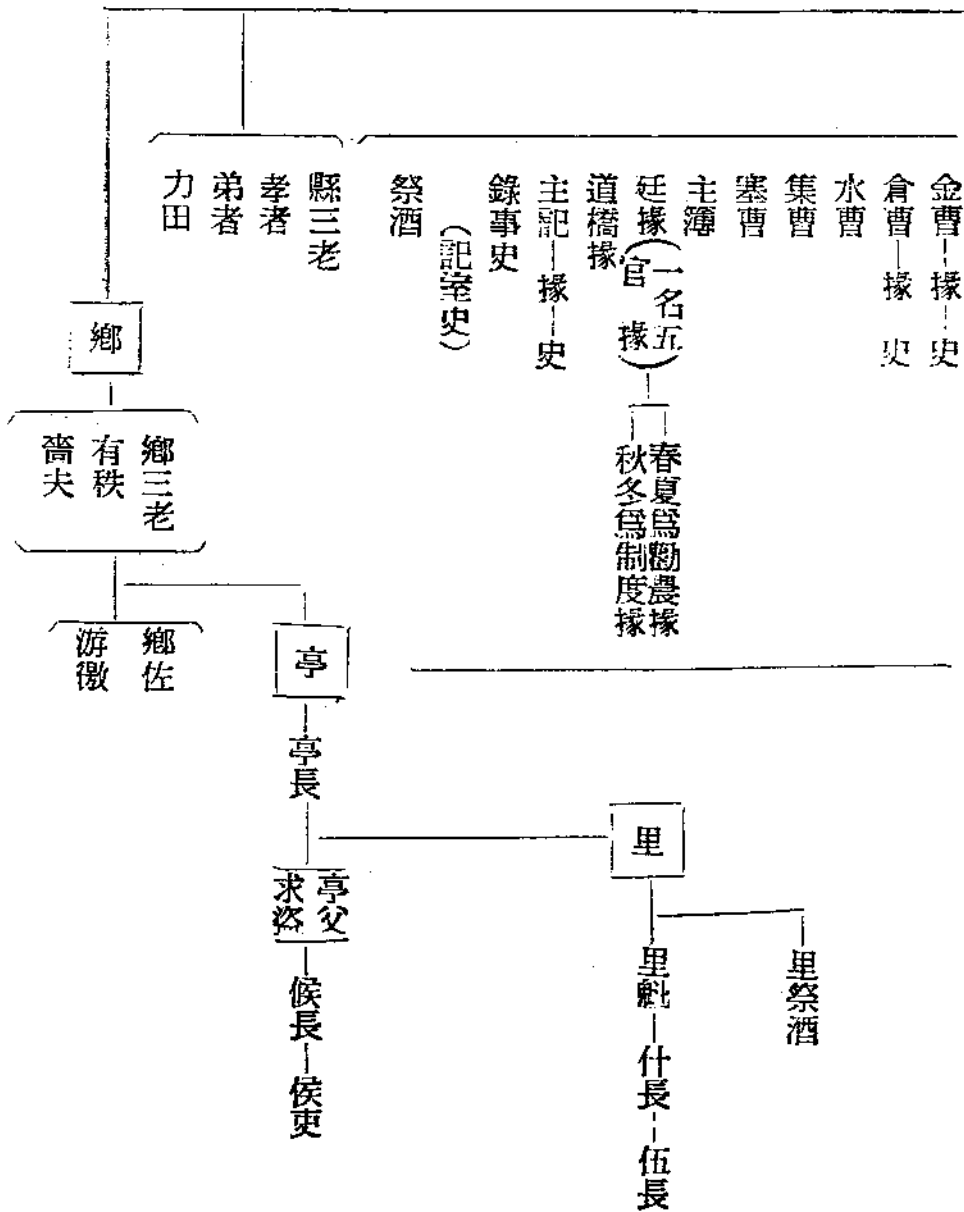 金曹—掾—史
倉曹—掾 史
水曹
集曹
塞曹
主簿
廷掾(一名五官掾)
春夏爲勸農掾
秋冬爲制度掾
道橋掾
主記—掾—史
錄事史
(記室史)
祭酒
縣三老
孝者
弟者
力田
鄉
鄉三老
有秩
嗇夫
鄉佐
游徼
亭—亭長
亭父
求盜
候長—侯吏
里
里魁—什長—伍長
里祭酒